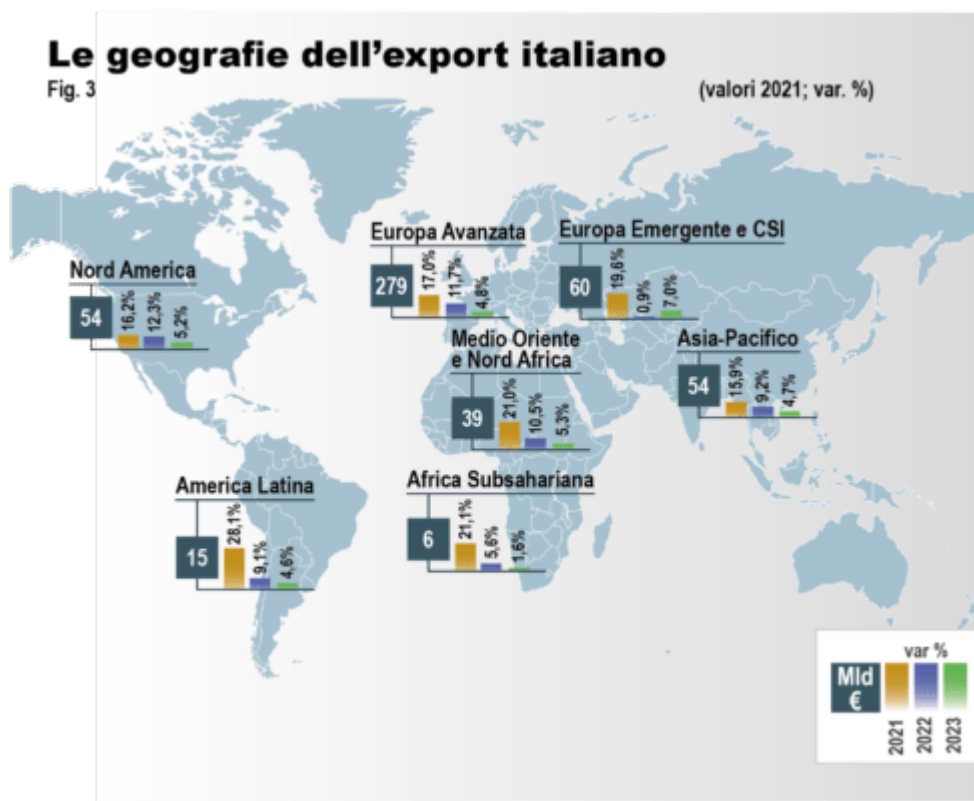 Le geografie dell'export italiano
Fig. 3
(valori 2021; var. %)
Europa Avanzata
279
17,0%
11,7%
4,8%
Europa Emergente e CSI
60
19,6%
0,9%
7,0%
Nord America
54
16,2%
12,3%
5,2%
Medio Oriente
e Nord Africa
39
21,0%
10,5%
5,3%
Asia-Pacifico
54
15,9%
9,2%
4,7%
America Latina
15
28,1%
9,1%
4,6%
Africa Subsahariana
6
21,1%
5,6%
1,6%
var %
Mld
€
2021
2022
2023